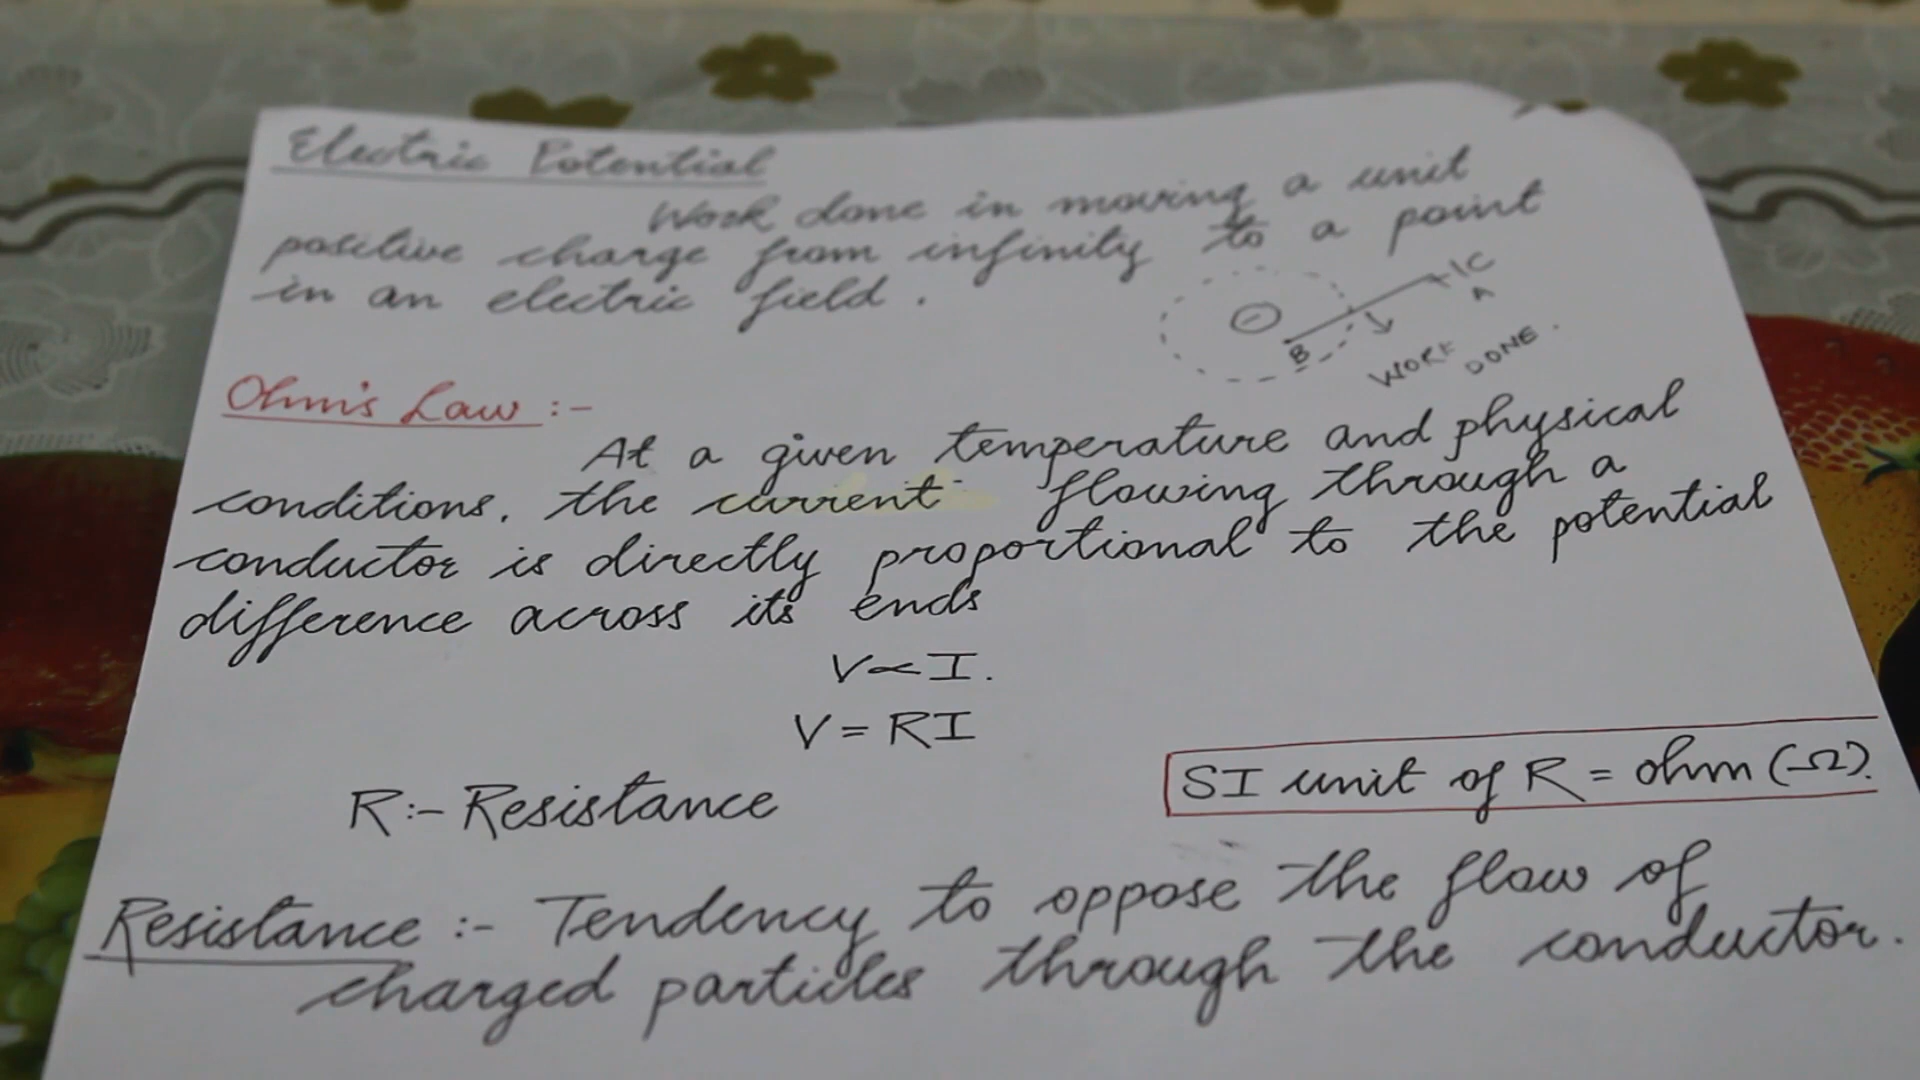 Electric Potential
Work done in moving a unit
positive charge from infinity to a point
in an electric field.
1C
A
-
B
WORK DONE.
Ohm's Law :-
At a given temperature and physical
conditions, the current flowing through a
conductor is directly proportional to the potential
difference across its ends
V ∝ I.
V = RI
R:- Resistance
SI unit of R = ohm (Ω).
Resistance :- Tendency to oppose the flow of
charged particles through the conductor.